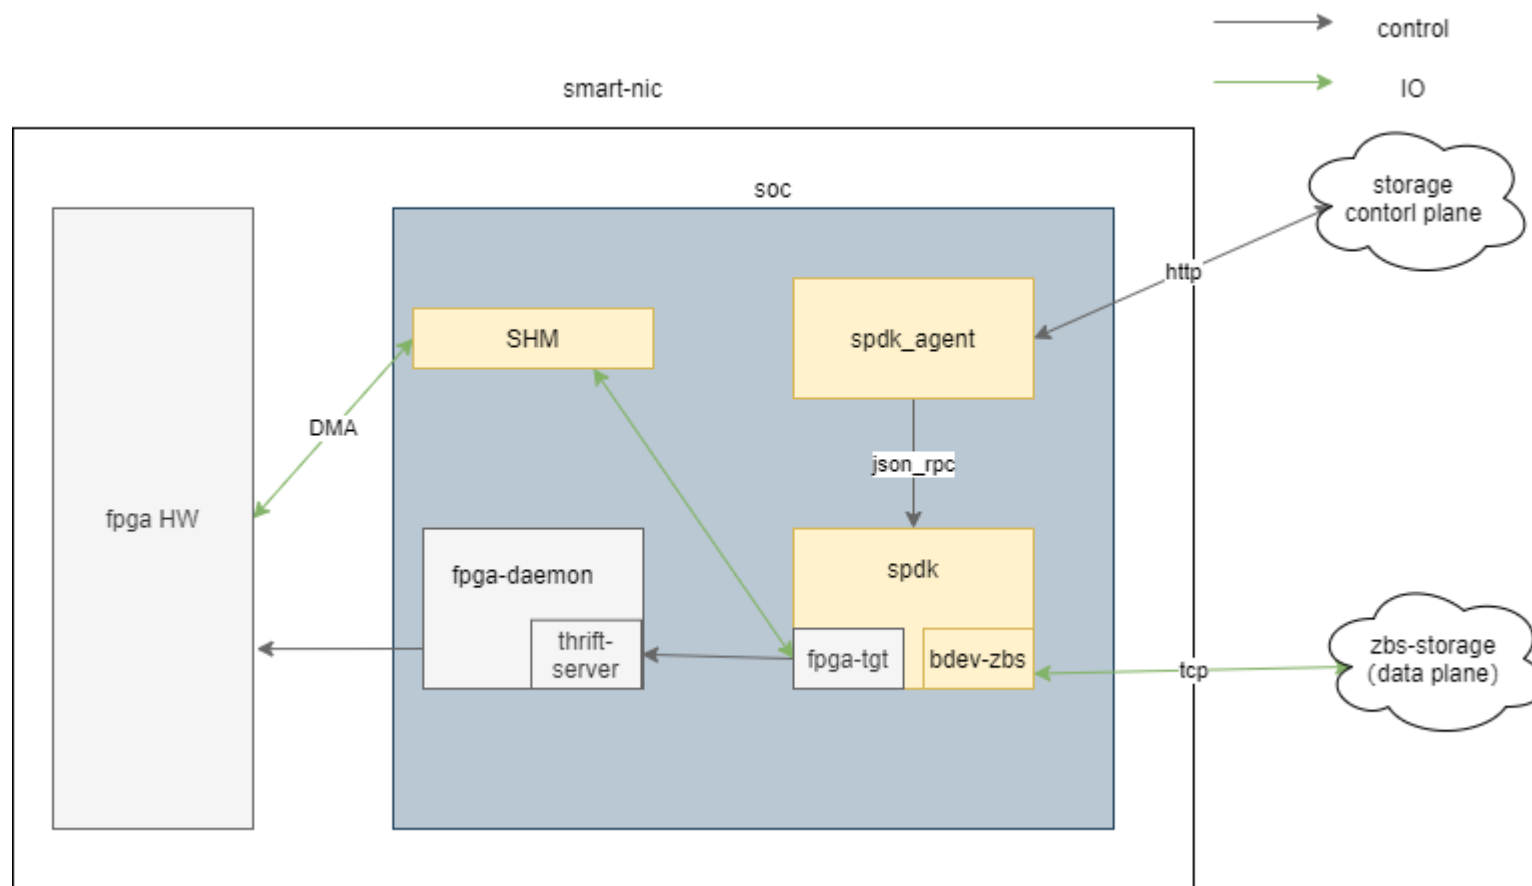 control
smart-nic
IO
soc
storage
contorl plane
http
SHM
spdk_agent
DMA
json_rpc
fpga HW
fpga-daemon
spdk
thrift-
server
fpga-tgt
bdev-zbs
tcp
zbs-storage
(data plane)